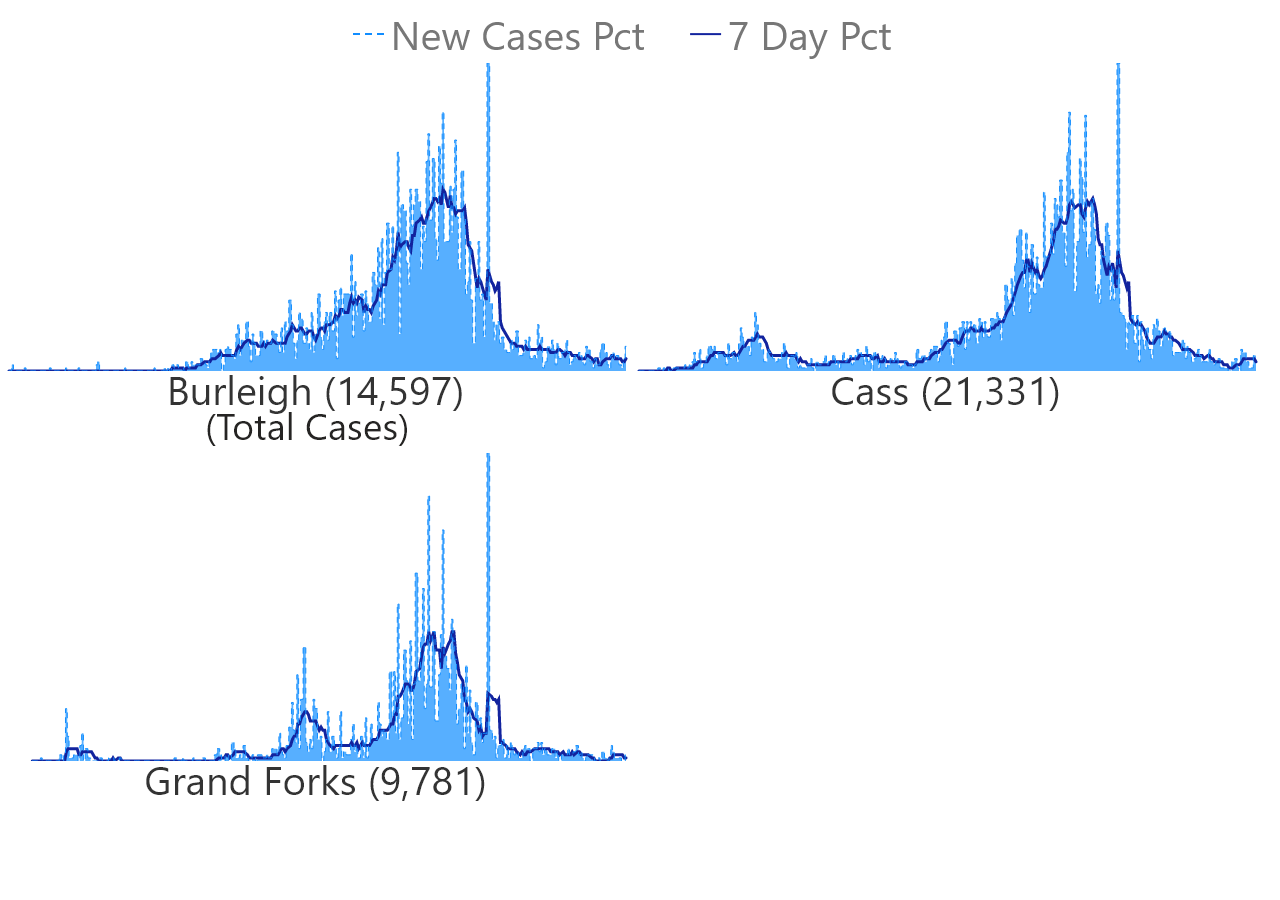 New Cases Pct 7 Day Pct
Burleigh (14,597) Cass (21,331)
(Total Cases)
Grand Forks (9,781)